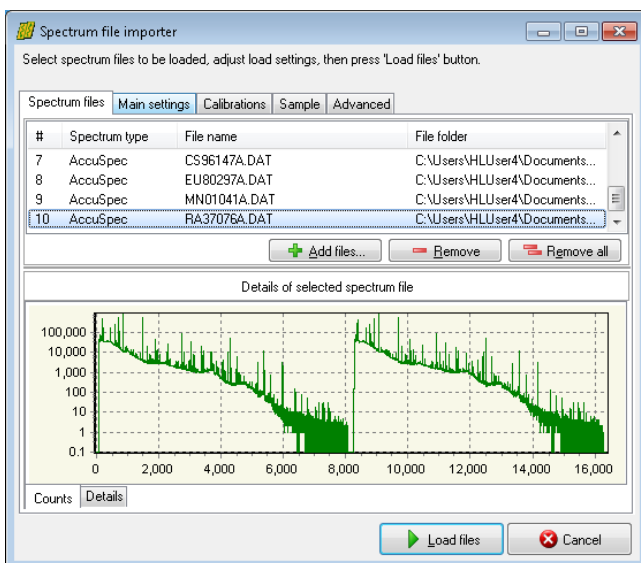 Spectrum file importer
Select spectrum files to be loaded, adjust load settings, then press 'Load files' button.
Spectrum files Main settings Calibrations Sample Advanced
# Spectrum type File name File folder
7 AccuSpec CS96147A.DAT C:\Users\HLUser4\Documents...
8 AccuSpec EU80297A.DAT C:\Users\HLUser4\Documents...
9 AccuSpec MN01041A.DAT C:\Users\HLUser4\Documents...
10 AccuSpec RA37076A.DAT C:\Users\HLUser4\Documents...
Add files... Remove Remove all
Details of selected spectrum file
100,000
10,000
1,000
100
10
1
0.1
0 2,000 4,000 6,000 8,000 10,000 12,000 14,000 16,000
Counts Details
Load files Cancel